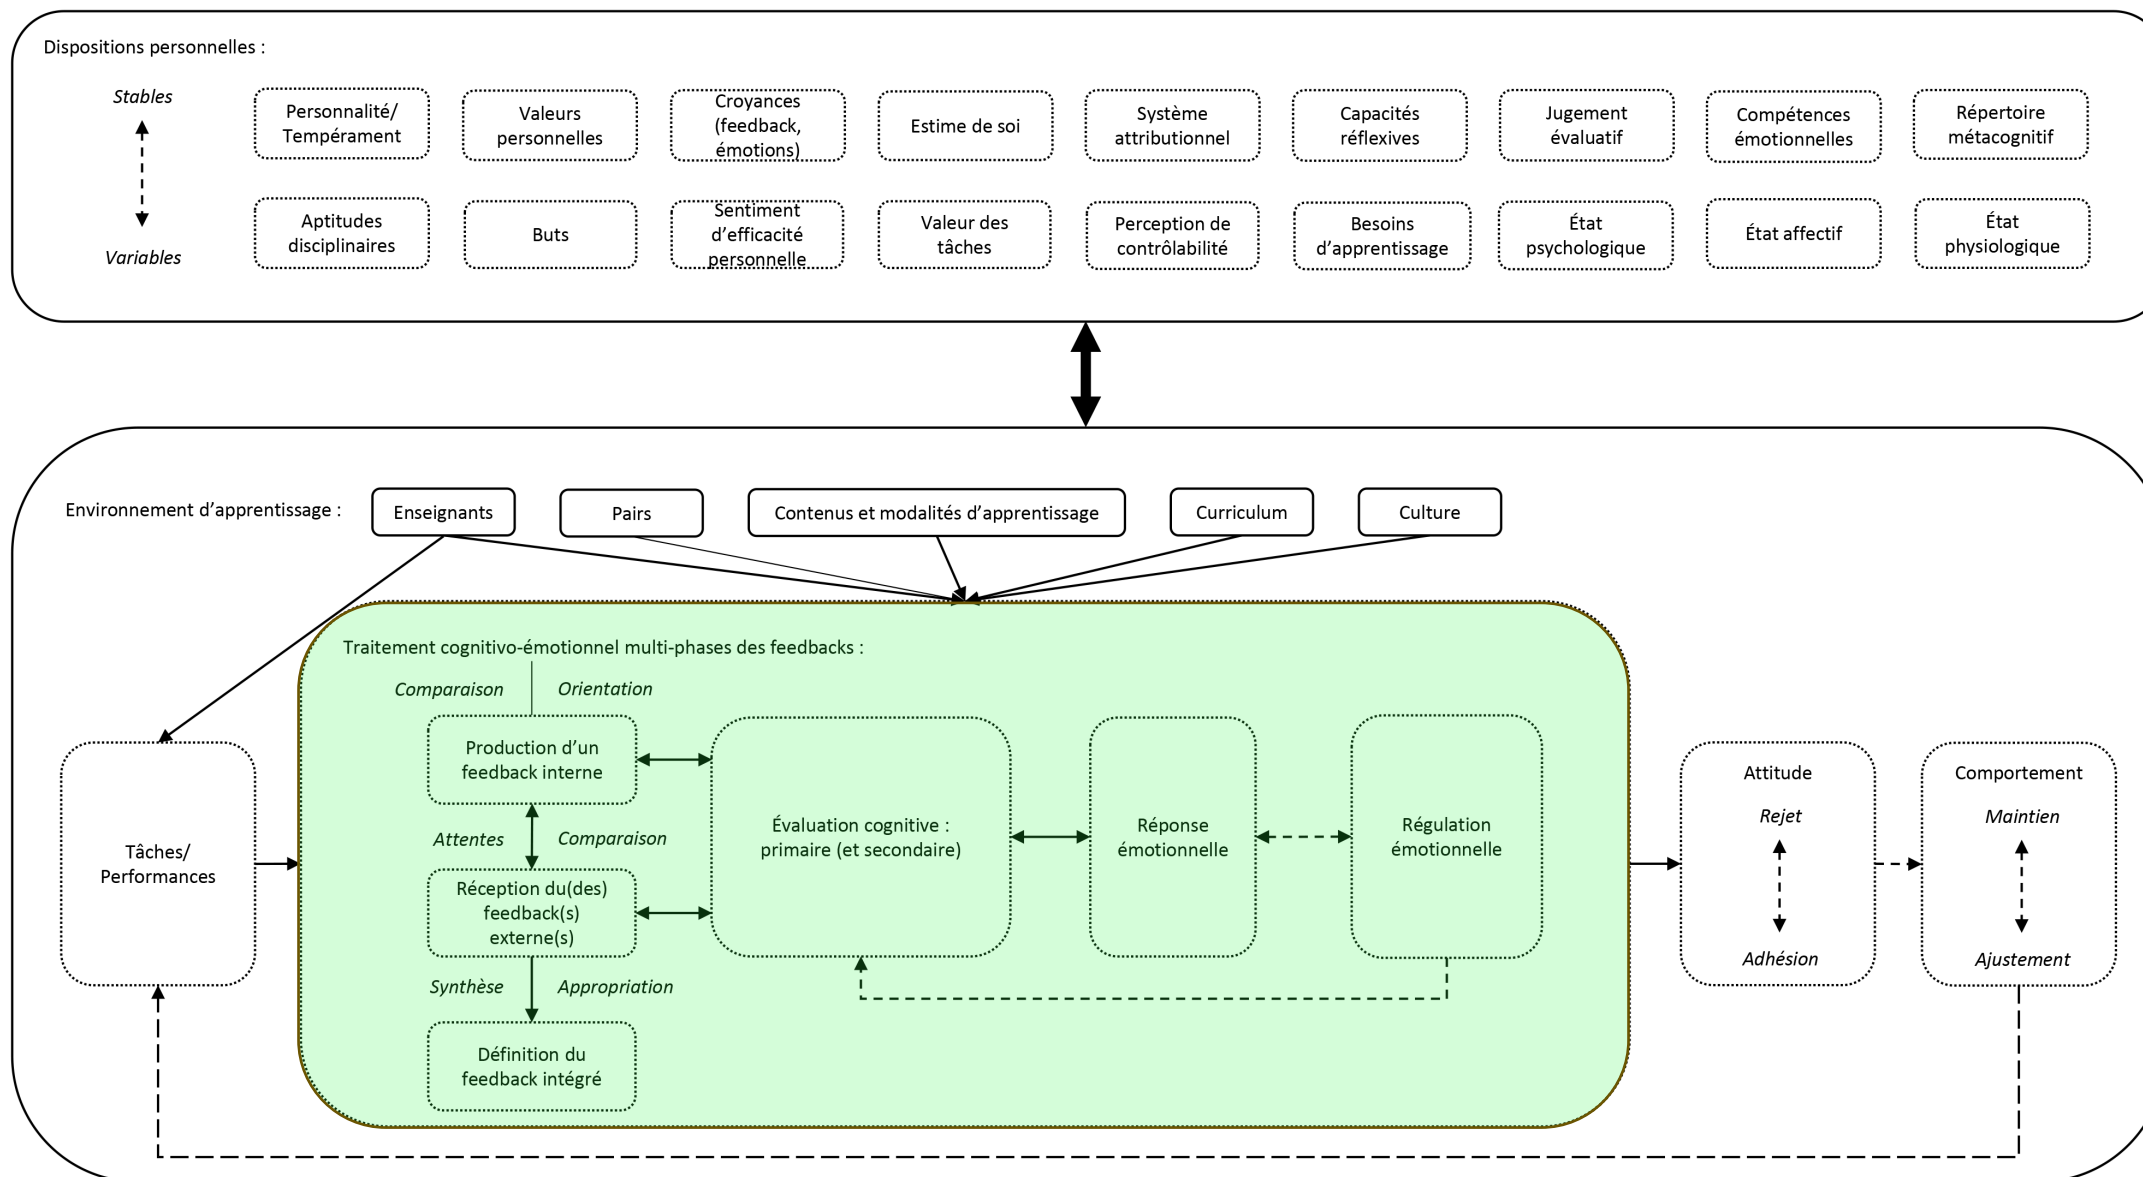 Dispositions personnelles :
Stables
Personnalité/
Tempérament
Valeurs
personnelles
Croyances
(feedback,
émotions)
Estime de soi
Système
attributionnel
Capacités
réflexives
Jugement
évaluatif
Compétences
émotionnelles
Répertoire
métacognitif
Variables
Aptitudes
disciplinaires
Buts
Sentiment
d’efficacité
personnelle
Valeur des
tâches
Perception de
contrôlabilité
Besoins
d’apprentissage
État
psychologique
État affectif
État
physiologique
Environnement d’apprentissage :
Enseignants
Pairs
Contenus et modalités d’apprentissage
Curriculum
Culture
Tâches/
Performances
Traitement cognitivo-émotionnel multi-phases des feedbacks :
Comparaison
Orientation
Production d’un
feedback interne
Attentes
Comparaison
Réception du(des)
feedback(s)
externe(s)
Synthèse
Appropriation
Définition du
feedback intégré
Évaluation cognitive :
primaire (et secondaire)
Réponse
émotionnelle
Régulation
émotionnelle
Attitude
Rejet
Adhésion
Comportement
Maintien
Ajustement